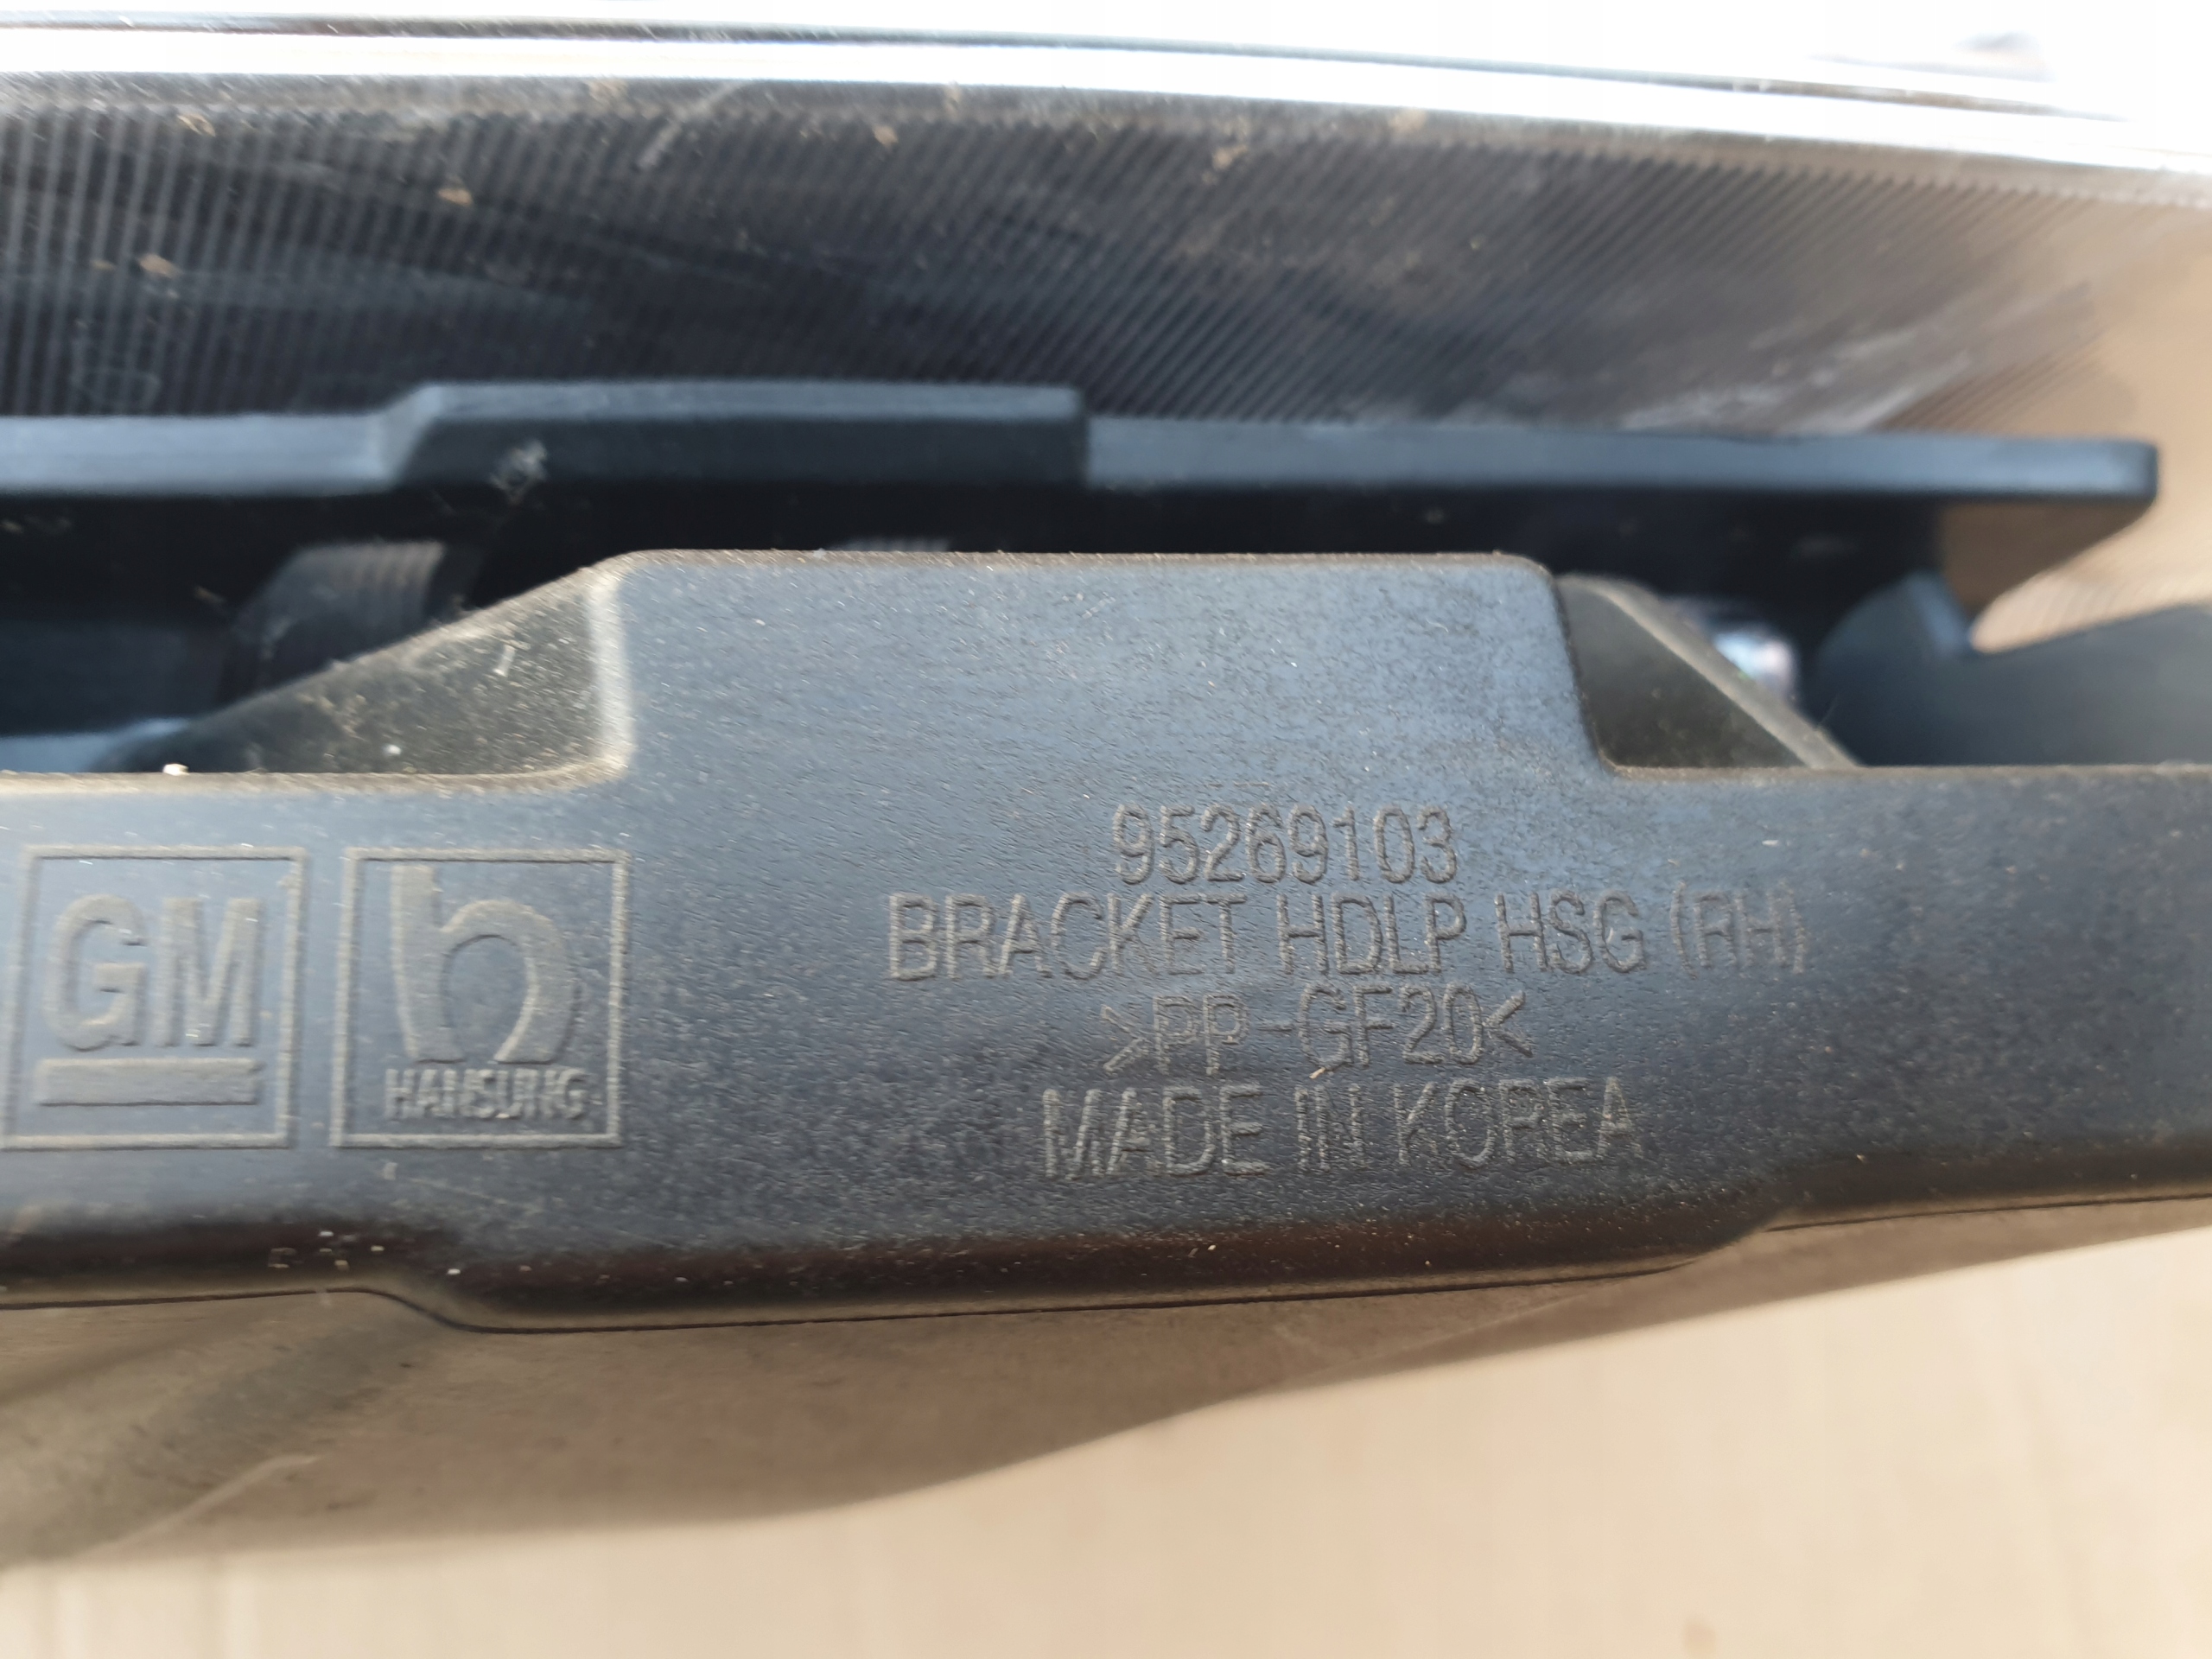 95269103
BRACKET HDLP HSG (RH)
>PP-GF20<
MADE IN KOREA
GM
HANSUNG